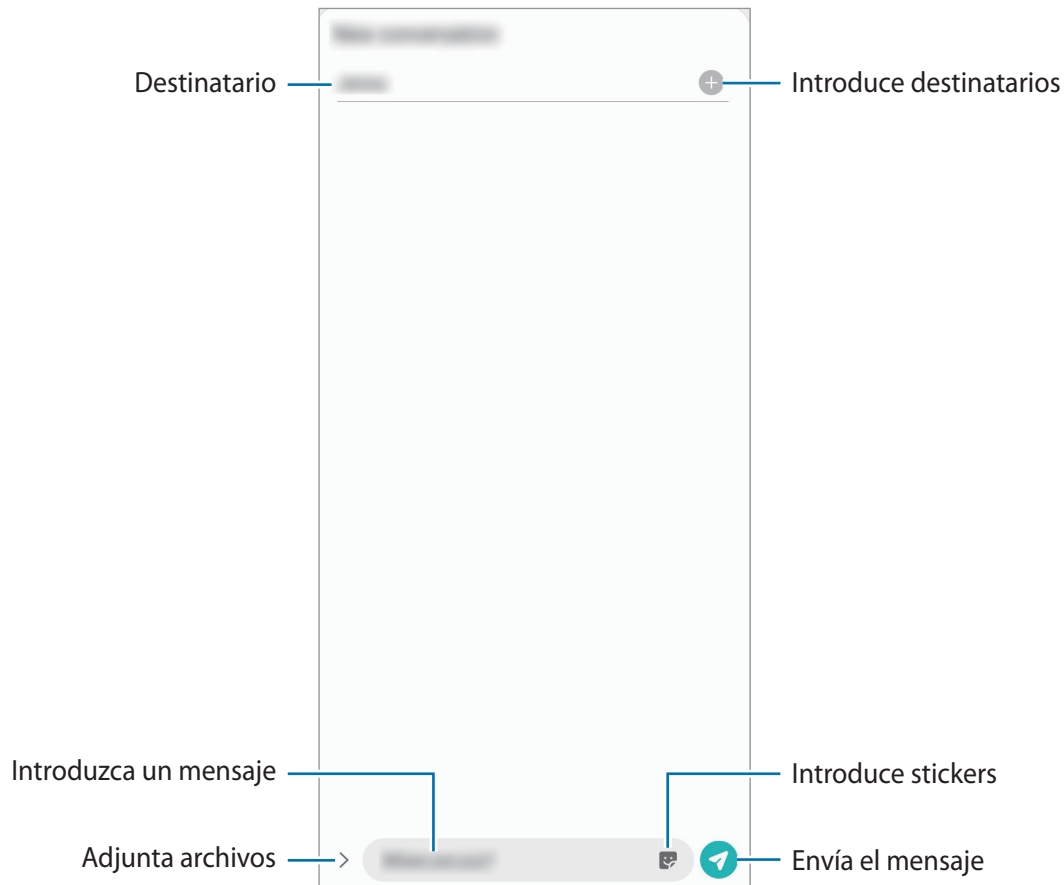 Destinatario
Introduce destinatarios
Introduzca un mensaje
Introduce stickers
Adjunta archivos
Envía el mensaje